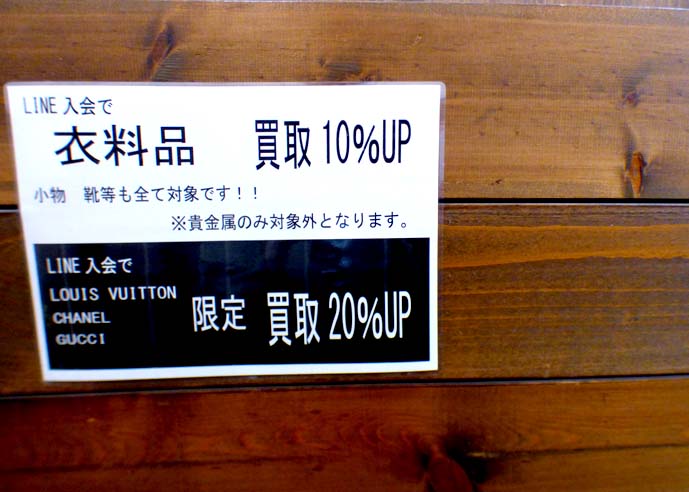 LINE 入会で
衣料品 買取 10%UP
小物 靴等も全て対象です！！
※貴金属のみ対象外となります。
LINE 入会で
LOUIS VUITTON
CHANEL
GUCCI
限定 買取 20%UP